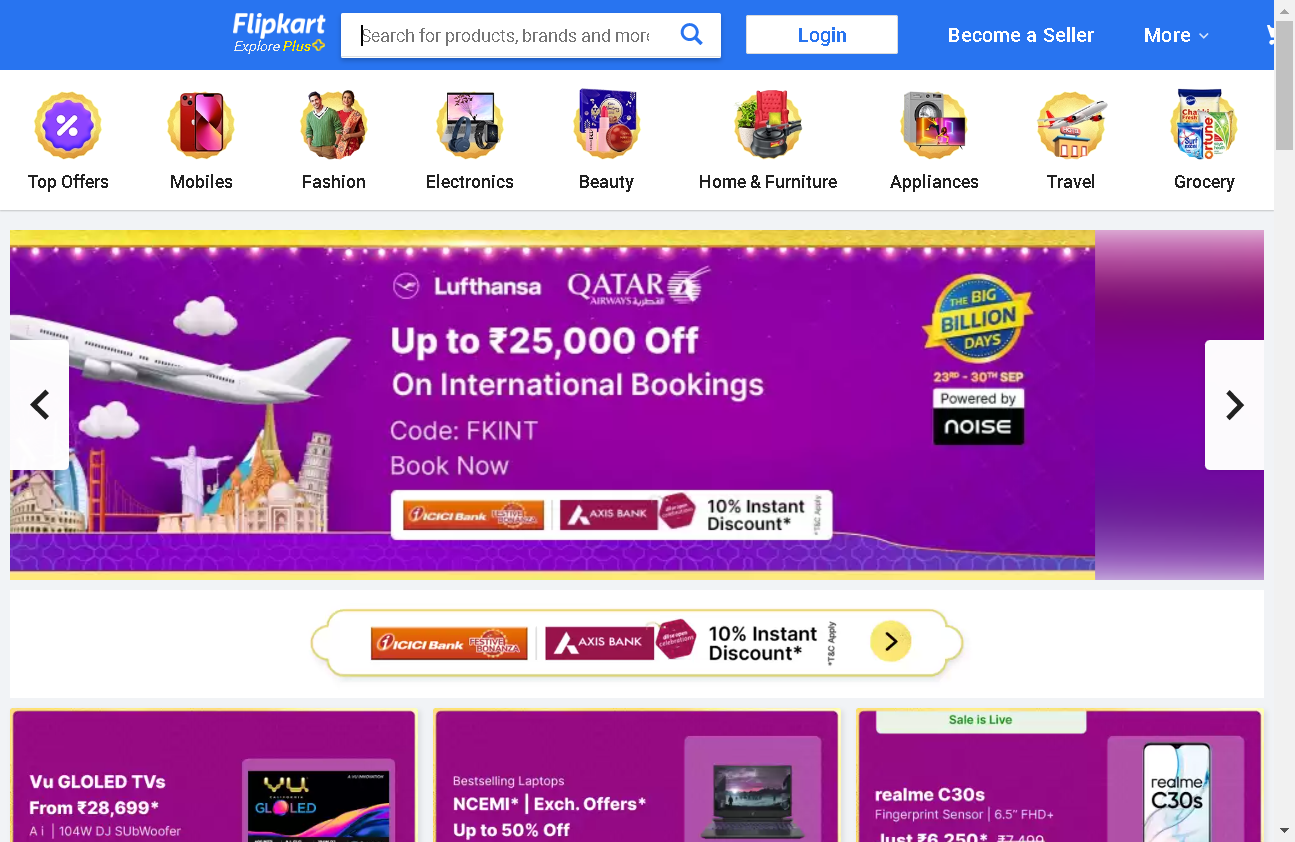 Flipkart
Explore Plus
Search for products, brands and more
Login
Become a Seller
More
Top Offers
Mobiles
Fashion
Electronics
Beauty
Home & Furniture
Appliances
Travel
Grocery
Lufthansa
QATAR
AIRWAYS القطرية
Up to ₹25,000 Off
On International Bookings
Code: FKINT
Book Now
ICICI Bank FESTIVE BONANZA
AXIS BANK
10% Instant
Discount*
*T&C Apply
THE BIG
BILLION
DAYS
23RD - 30TH SEP
Powered by
noise
ICICI Bank FESTIVE BONANZA
AXIS BANK
10% Instant
Discount*
*T&C Apply
Vu GLOLED TVs
From ₹28,699*
A i | 104W DJ SUbWoofer
VU
GLOLED
Bestselling Laptops
NCEMI* | Exch. Offers*
Up to 50% Off
Sale is Live
realme C30s
Fingerprint Sensor | 6.5” FHD+
Just ₹6,250* ₹7,499
realme
C30s